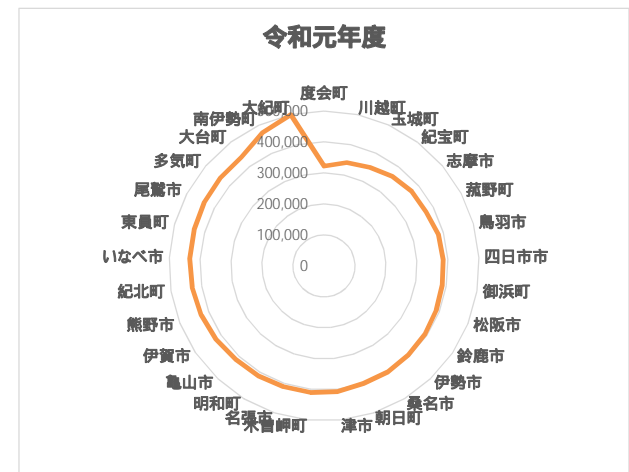 令和元年度
度会町
川越町
玉城町
紀宝町
志摩市
菰野町
鳥羽市
四日市市
御浜町
松阪市
鈴鹿市
伊勢市
桑名市
朝日町
津市
木曽岬町
名張市
明和町
亀山市
伊賀市
熊野市
紀北町
いなべ市
東員町
尾鷲市
多気町
大台町
南伊勢町
大紀町
500,000
400,000
300,000
200,000
100,000
0